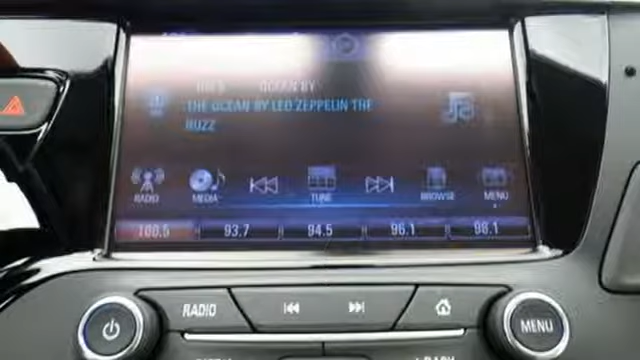 OCEAN BY
THE OCEAN BY LED ZEPPELIN THE
BUZZ
RADIO MEDIA TUNE BROWSE MENU
100.5 93.7 94.5 96.1 98.1
RADIO MENU